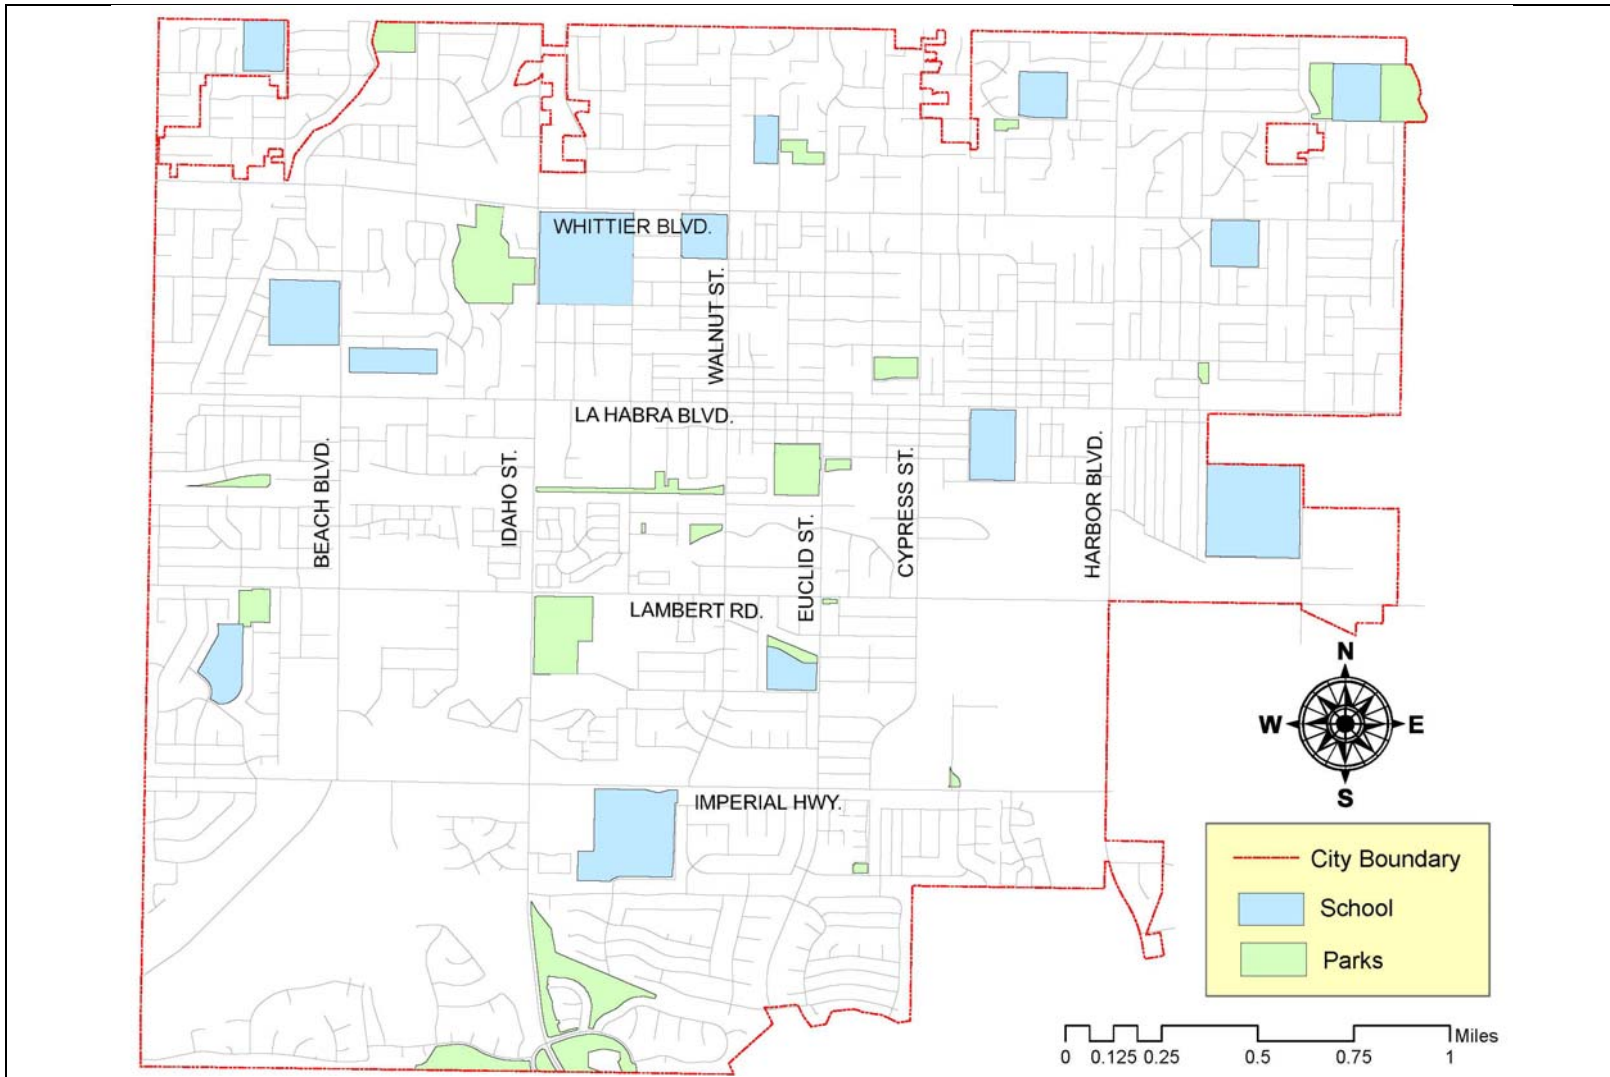 WHITTIER BLVD.
WALNUT ST.
LA HABRA BLVD.
BEACH BLVD.
IDAHO ST.
CYPRESS ST.
HARBOR BLVD.
EUCLID ST.
LAMBERT RD.
IMPERIAL HWY.
N
W E
S
City Boundary
School
Parks
Miles
0 0.125 0.25 0.5 0.75 1